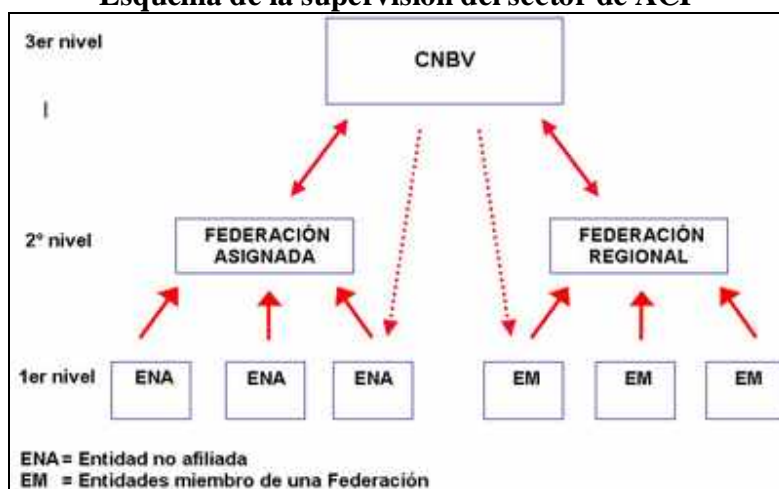 Esquema de la supervisión del sector de ACP
3er nivel
CNBV
2º nivel
FEDERACIÓN
ASIGNADA
FEDERACIÓN
REGIONAL
1er nivel
ENA
ENA
ENA
EM
EM
EM
ENA = Entidad no afiliada
EM = Entidades miembro de una Federación